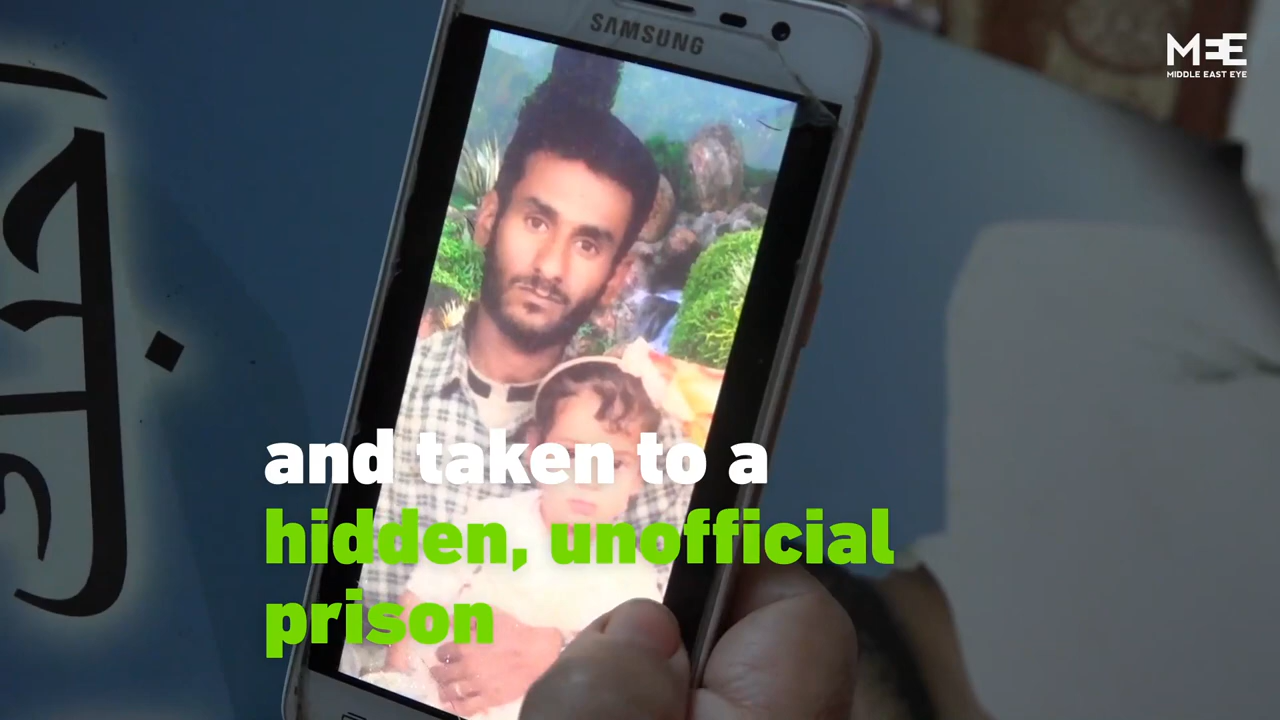 SAMSUNG
MEE
MIDDLE EAST EYE
and taken to a
hidden, unofficial
prison